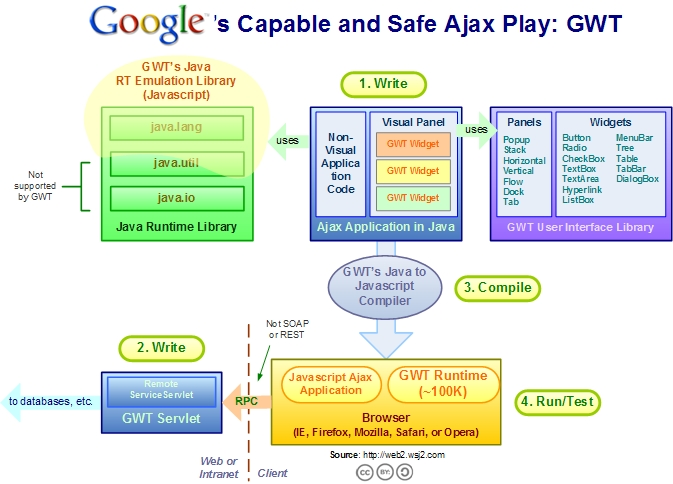 Google™'s Capable and Safe Ajax Play: GWT
GWT's Java
RT Emulation Library
(Javascript)
java.lang
java.util
java.io
Java Runtime Library
Not
supported
by GWT
uses
1. Write
Non-
Visual
Applica
tion
Code
Visual Panel
GWT Widget
GWT Widget
GWT Widget
Ajax Application in Java
uses
Panels
Popup
Stack
Horizontal
Vertical
Flow
Dock
Tab
Widgets
Button
Radio
CheckBox
TextBox
TextArea
Hyperlink
ListBox
MenuBar
Tree
Table
TabBar
DialogBox
GWT User Interface Library
GWT's Java to
Javascript
Compiler
3. Compile
Not SOAP
or REST
2. Write
Remote
ServiceServlet
GWT Servlet
to databases, etc.
RPC
Javascript Ajax
Application
GWT Runtime
(~100K)
Browser
(IE, Firefox, Mozilla, Safari, or Opera)
4. Run/Test
Web or
Intranet
Client
Source: http://web2.wsj2.com
CC BY: